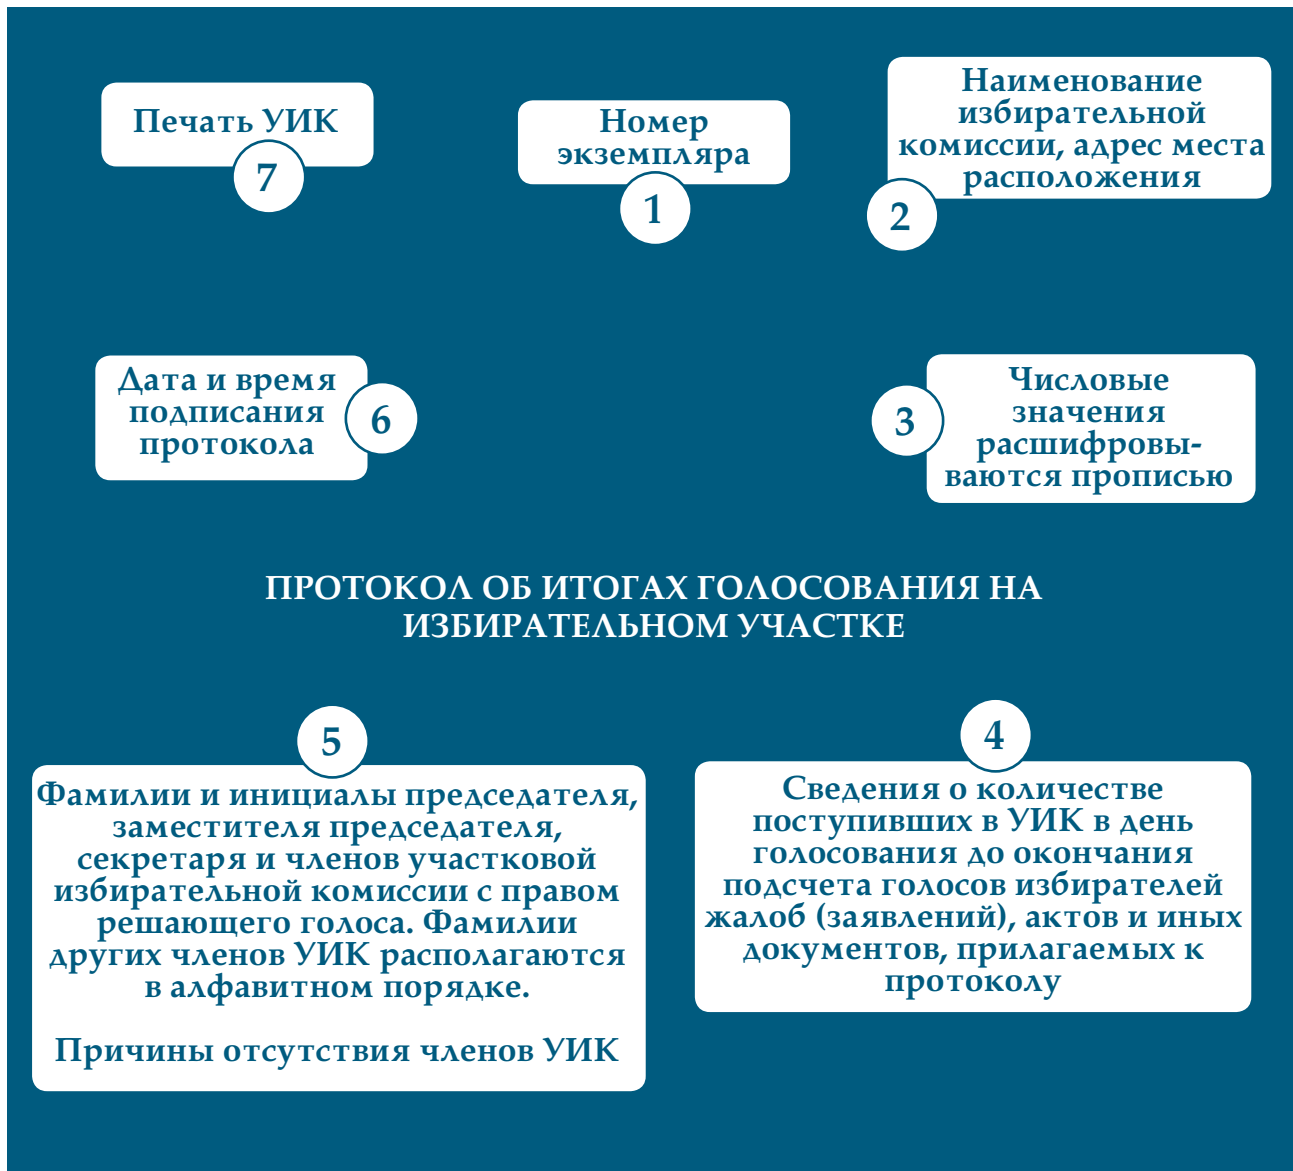 Печать УИК
7
Номер
экземпляра
1
Наименование
избирательной
комиссии, адрес места
расположения
2
Дата и время
подписания
протокола
6
Числовые
значения
расшифровы-
ваются прописью
3
ПРОТОКОЛ ОБ ИТОГАХ ГОЛОСОВАНИЯ НА
ИЗБИРАТЕЛЬНОМ УЧАСТКЕ
5
Фамилии и инициалы председателя,
заместителя председателя,
секретаря и членов участковой
избирательной комиссии с правом
решающего голоса. Фамилии
других членов УИК располагаются
в алфавитном порядке.
Причины отсутствия членов УИК
4
Сведения о количестве
поступивших в УИК в день
голосования до окончания
подсчета голосов избирателей
жалоб (заявлений), актов и иных
документов, прилагаемых к
протоколу